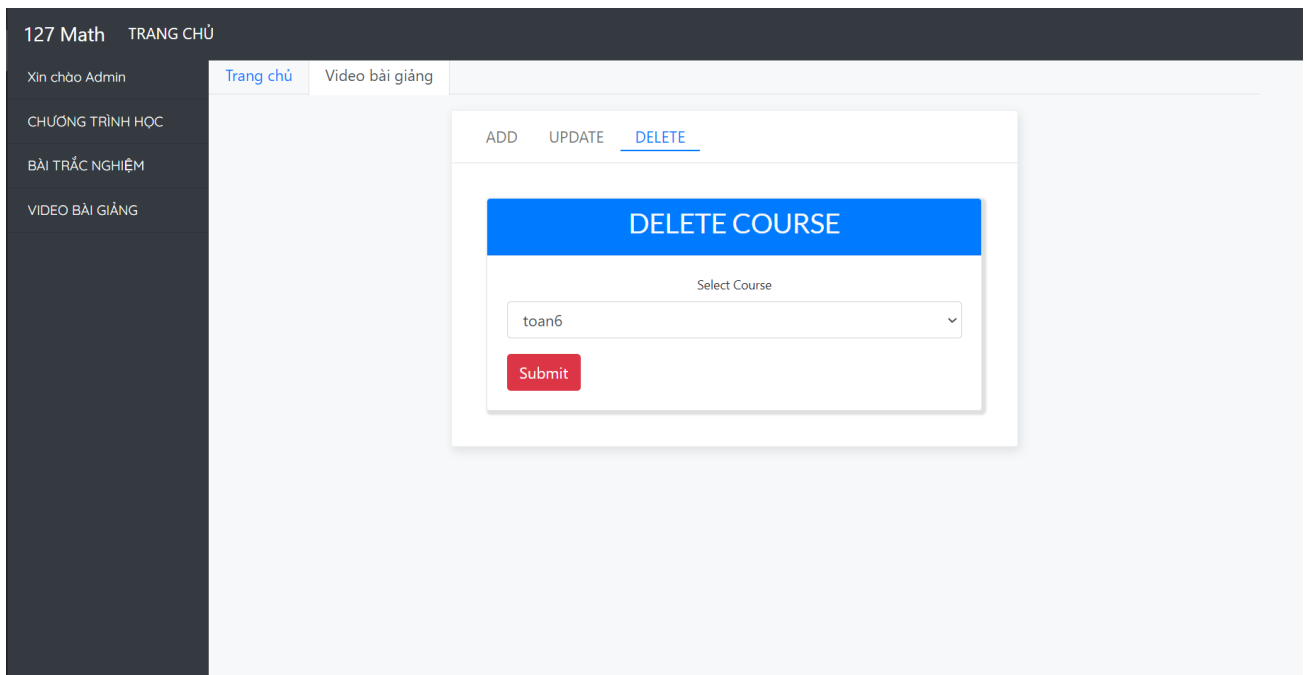 127 Math TRANG CHỦ
Xin chào Admin
CHƯƠNG TRÌNH HỌC
BÀI TRẮC NGHIỆM
VIDEO BÀI GIẢNG
Trang chủ Video bài giảng
ADD UPDATE DELETE
DELETE COURSE
Select Course
toan6
Submit